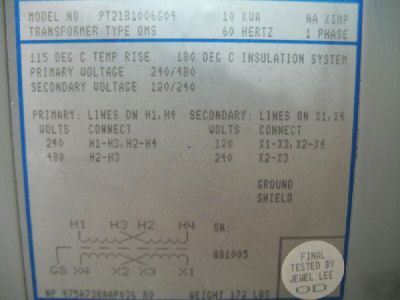 MODEL NO. PT21B1006G04 10 KVA NA %IMP
TRANSFORMER TYPE QMS 60 HERTZ 1 PHASE
115 DEG C TEMP RISE 180 DEG C INSULATION SYSTEM
PRIMARY VOLTAGE 240/480
SECONDARY VOLTAGE 120/240
PRIMARY: LINES ON H1,H4 SECONDARY: LINES ON X1,X4
VOLTS CONNECT VOLTS CONNECT
240 H1-H3,H2-H4 120 X1-X3,X2-X4
480 H2-H3 240 X2-X3
GROUND
SHIELD
H1 H3 H2 H4 SN:
GS X4 X2 X3 X1 881005
FINAL
TESTED BY
JEWEL LEE
NP WEIGHT 172 LBS